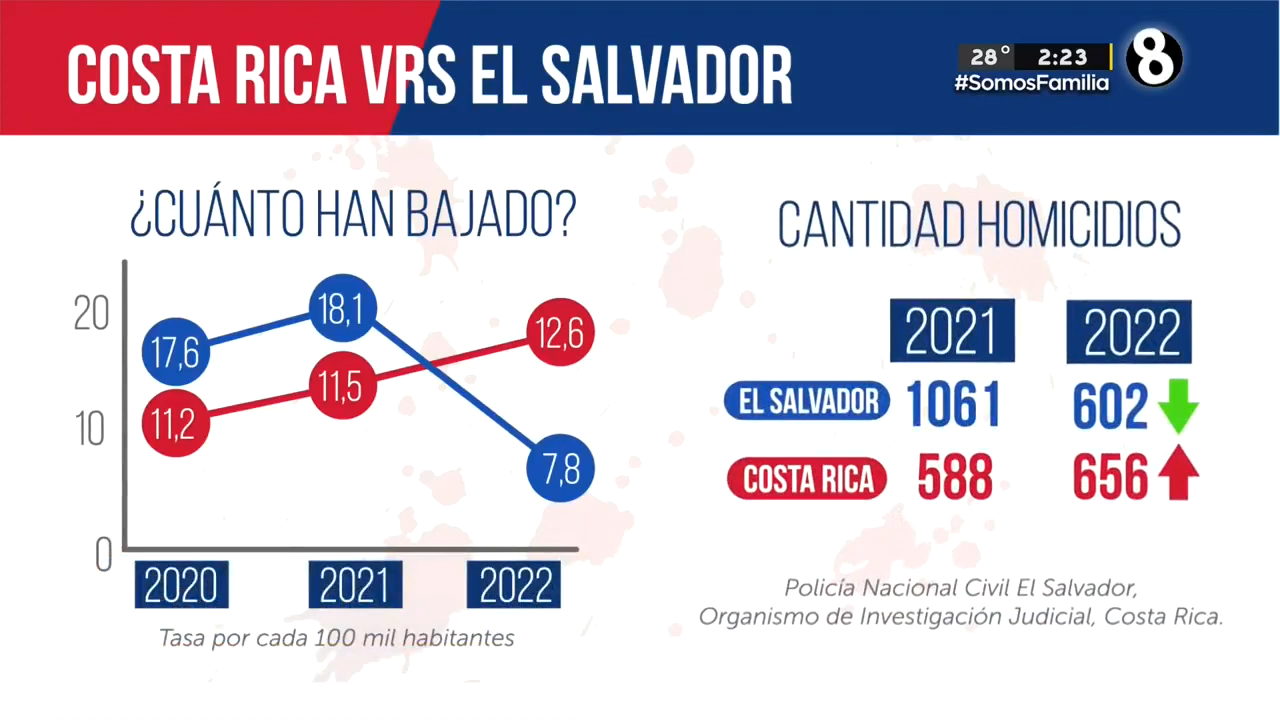 COSTA RICA VRS EL SALVADOR
28° 2:23
#SomosFamilia
8
¿CUÁNTO HAN BAJADO?
20
10
0
17,6
18,1
12,6
11,2
11,5
7,8
2020 2021 2022
Tasa por cada 100 mil habitantes
CANTIDAD HOMICIDIOS
2021 2022
EL SALVADOR 1061 602
COSTA RICA 588 656
Policía Nacional Civil El Salvador,
Organismo de Investigación Judicial, Costa Rica.